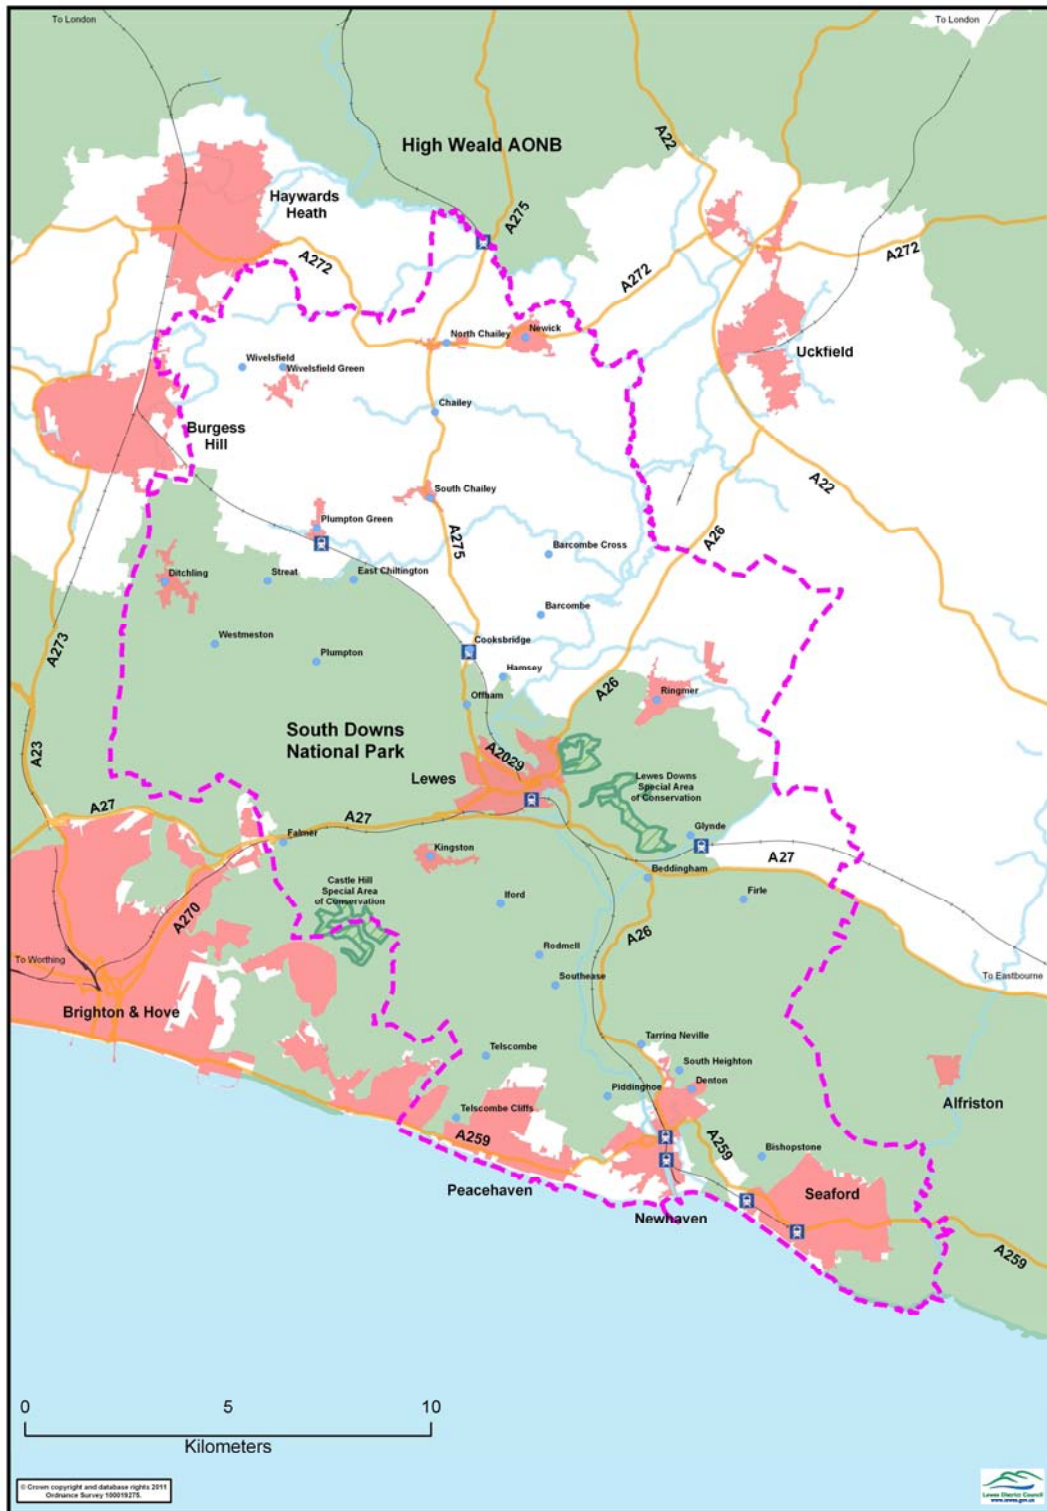 To London
To London
High Weald AONB
A22
Haywards
Heath
A275
A272
A272
A272
North Chailey
Newick
Uckfield
Wivelsfield
Wivelsfield Green
Chailey
Burgess
Hill
A22
South Chailey
Plumpton Green
A275
A26
Barcombe Cross
Ditchling
Streat
East Chiltington
Barcombe
A273
Westmeston
Plumpton
Cooksbridge
Hamsey
A26
Ringmer
Offham
South Downs
National Park
A23
A2029
Lewes
Lewes Downs
Special Area
of Conservation
A27
A27
Falmer
Glynde
Kingston
A27
Beddingham
Castle Hill
Special Area
of Conservation
Iford
Firle
A270
A26
Rodmell
To Worthing
Southease
To Eastbourne
Brighton & Hove
Tarring Neville
Telscombe
South Heighton
Denton
Piddinghoe
Alfriston
Telscombe Cliffs
A259
A259
Bishopstone
Peacehaven
Seaford
Newhaven
A259
0 5 10
Kilometers
© Crown copyright and database rights 2011
Ordnance Survey 100019275.
Lewes District Council
www.lewes.gov.uk